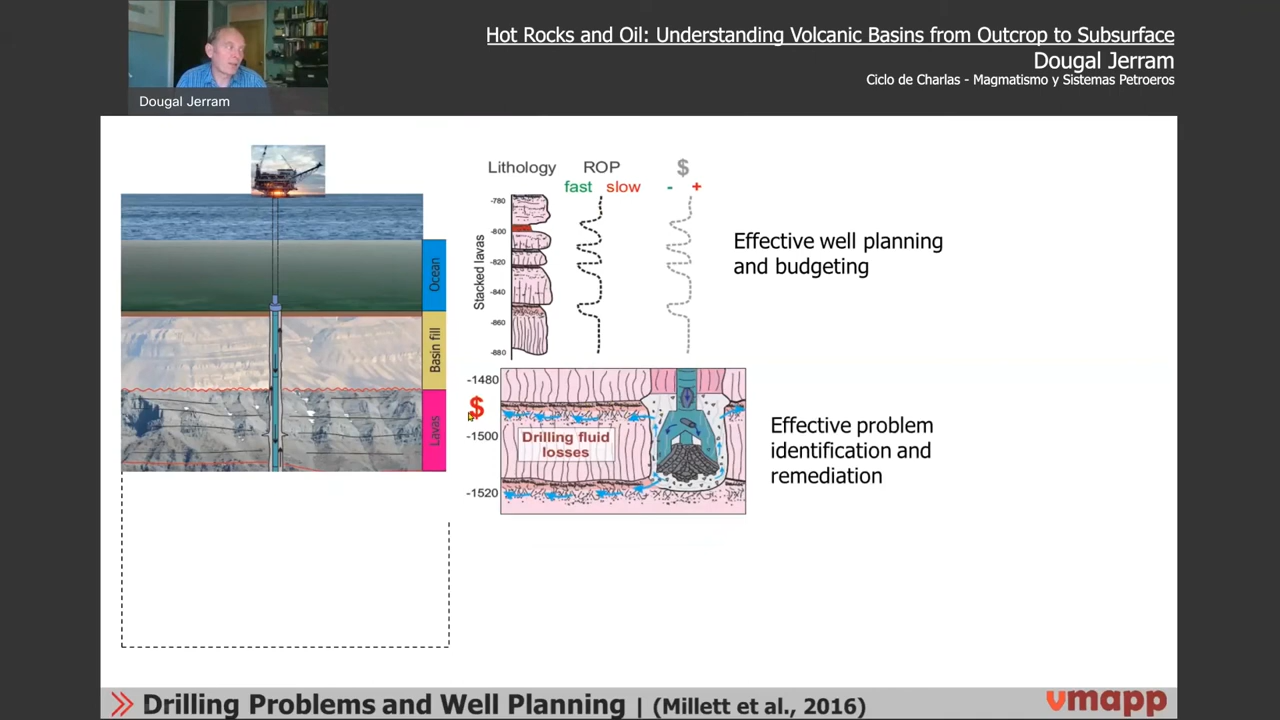 Hot Rocks and Oil: Understanding Volcanic Basins from Outcrop to Subsurface
Dougal Jerram
Ciclo de Charlas - Magmatismo y Sistemas Petroeros
Dougal Jerram
Lithology ROP $
fast slow - +
Stacked lavas
-780
-800
-820
-840
-860
-880
Effective well planning
and budgeting
Ocean
Basin fill
Lavas
-1480
$
-1500
-1520
Drilling fluid
losses
Effective problem
identification and
remediation
Drilling Problems and Well Planning | (Millett et al., 2016)
vmapp